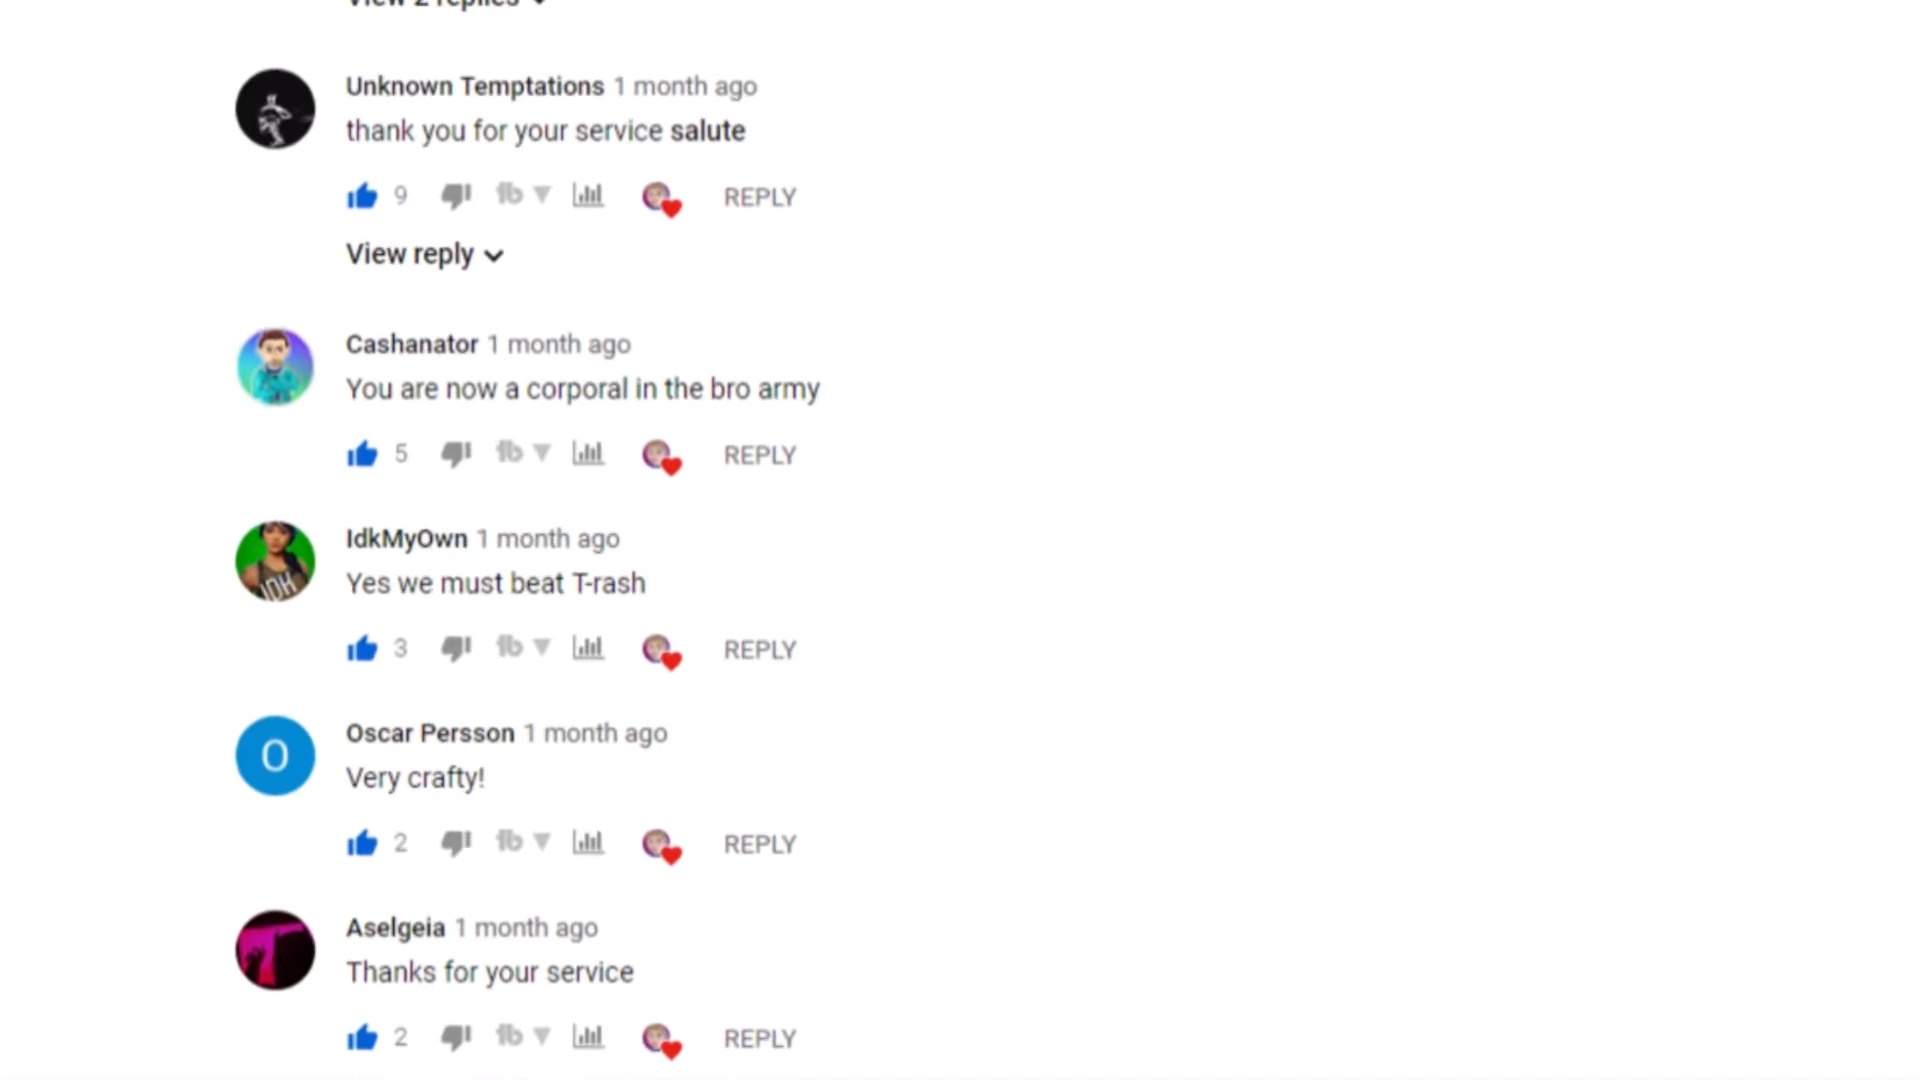 View 2 replies
Unknown Temptations 1 month ago
thank you for your service salute
9 REPLY
View reply
Cashanator 1 month ago
You are now a corporal in the bro army
5 REPLY
IdkMyOwn 1 month ago
Yes we must beat T-rash
3 REPLY
O
Oscar Persson 1 month ago
Very crafty!
2 REPLY
Aselgeia 1 month ago
Thanks for your service
2 REPLY